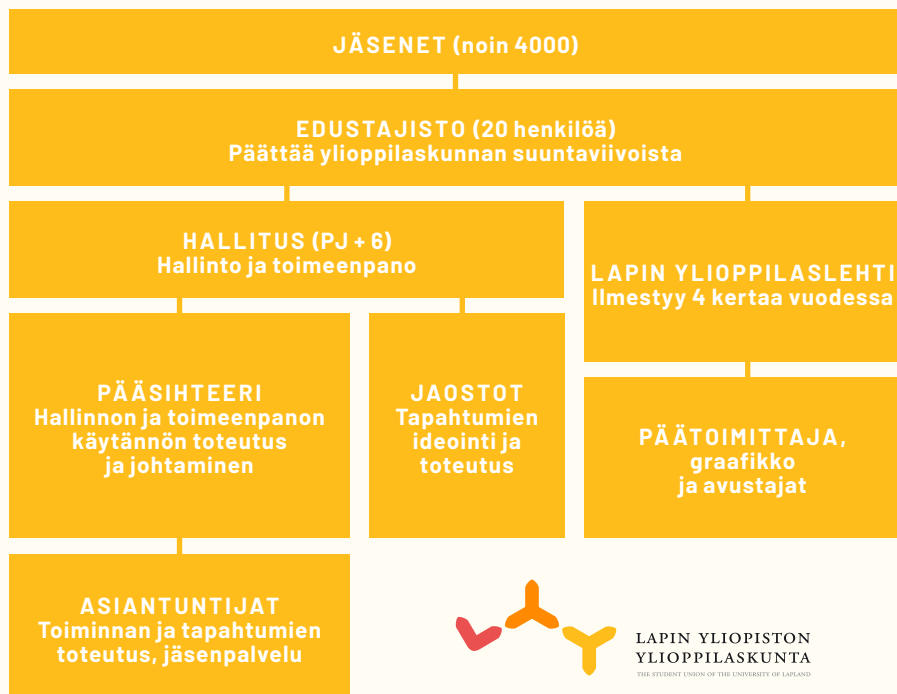 JÄSENET (noin 4000)
EDUSTAJISTO (20 henkilöä)
Päättää ylioppilaskunnan suuntaviivoista
HALLITUS (PJ + 6)
Hallinto ja toimeenpano
LAPIN YLIOPPILASLEHTI
Ilmestyy 4 kertaa vuodessa
PÄÄSIHTEERI
Hallinnon ja toimeenpanon
käytännön toteutus
ja johtaminen
JAOSTOT
Tapahtumien
ideointi ja
toteutus
PÄÄTOIMITTAJA,
graafikko
ja avustajat
ASIANTUNTIJAT
Toiminnan ja tapahtumien
toteutus, jäsenpalvelu
LAPIN YLIOPISTON
YLIOPPILASKUNTA
THE STUDENT UNION OF THE UNIVERSITY OF LAPLAND